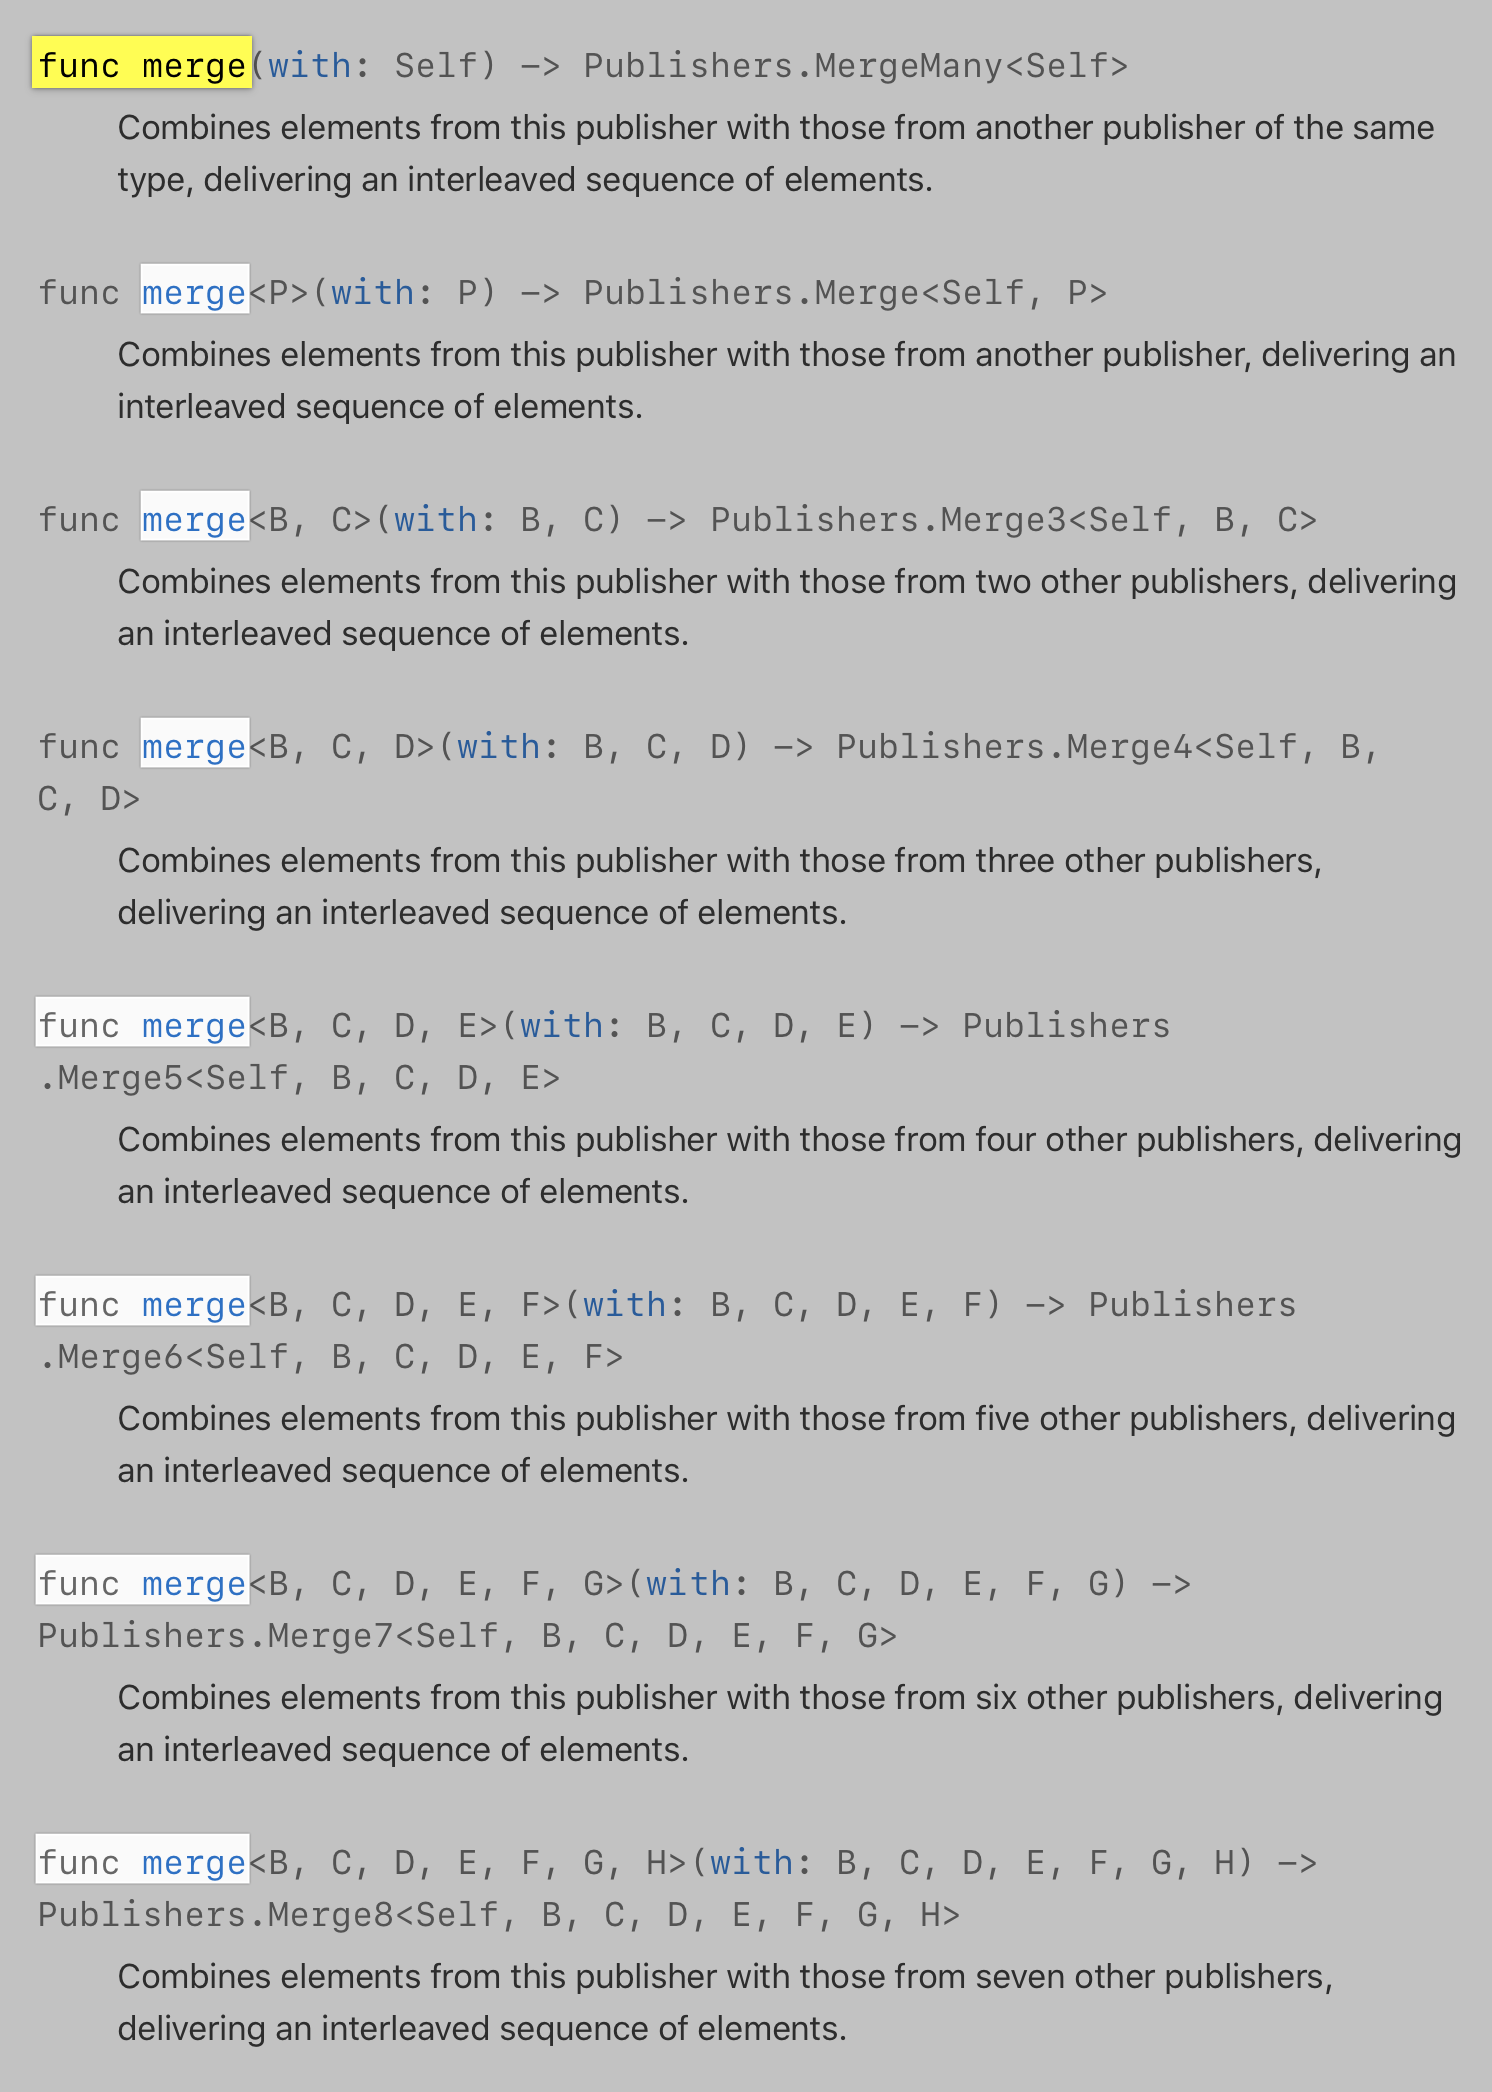 func merge(with: Self) -> Publishers.MergeMany<Self>
Combines elements from this publisher with those from another publisher of the same
type, delivering an interleaved sequence of elements.
func merge<P>(with: P) -> Publishers.Merge<Self, P>
Combines elements from this publisher with those from another publisher, delivering an
interleaved sequence of elements.
func merge<B, C>(with: B, C) -> Publishers.Merge3<Self, B, C>
Combines elements from this publisher with those from two other publishers, delivering
an interleaved sequence of elements.
func merge<B, C, D>(with: B, C, D) -> Publishers.Merge4<Self, B,
C, D>
Combines elements from this publisher with those from three other publishers,
delivering an interleaved sequence of elements.
func merge<B, C, D, E>(with: B, C, D, E) -> Publishers
.Merge5<Self, B, C, D, E>
Combines elements from this publisher with those from four other publishers, delivering
an interleaved sequence of elements.
func merge<B, C, D, E, F>(with: B, C, D, E, F) -> Publishers
.Merge6<Self, B, C, D, E, F>
Combines elements from this publisher with those from five other publishers, delivering
an interleaved sequence of elements.
func merge<B, C, D, E, F, G>(with: B, C, D, E, F, G) ->
Publishers.Merge7<Self, B, C, D, E, F, G>
Combines elements from this publisher with those from six other publishers, delivering
an interleaved sequence of elements.
func merge<B, C, D, E, F, G, H>(with: B, C, D, E, F, G, H) ->
Publishers.Merge8<Self, B, C, D, E, F, G, H>
Combines elements from this publisher with those from seven other publishers,
delivering an interleaved sequence of elements.